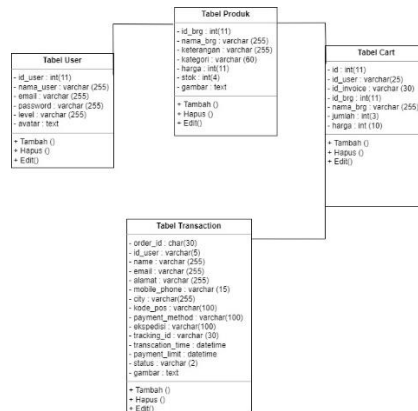 Tabel Produk
- id_brg : int(11)
- nama_brg : varchar (255)
- keterangan : varchar (255)
- kategori : varchar (60)
- harga : int(11)
- stok : int(4)
- gambar : text
+ Tambah ()
+ Hapus ()
+ Edit()
Tabel User
- id_user : int(11)
- nama_user : varchar (255)
- email : varchar (255)
- password : varchar (255)
- level : varchar (255)
- avatar : text
+ Tambah ()
+ Hapus ()
+ Edit()
Tabel Cart
- id : int(11)
- id_user : varchar(25)
- id_invoice : varchar (30)
- id_brg : int(11)
- nama_brg : varchar (255)
- jumlah : int(3)
- harga : int (10)
+ Tambah ()
+ Hapus ()
+ Edit()
Tabel Transaction
- order_id : char(30)
- id_user : varchar(5)
- name : varchar (255)
- email : varchar (255)
- alamat : varchar (255)
- mobile_phone : varchar (15)
- city : varchar(255)
- kode_pos : varchar(100)
- payment_method : varchar(100)
- ekspedisi : varchar(100)
- tracking_id : varchar (30)
- transcation_time : datetime
- payment_limit : datetime
- status : varchar (2)
- gambar : text
+ Tambah ()
+ Hapus ()
+ Edit()